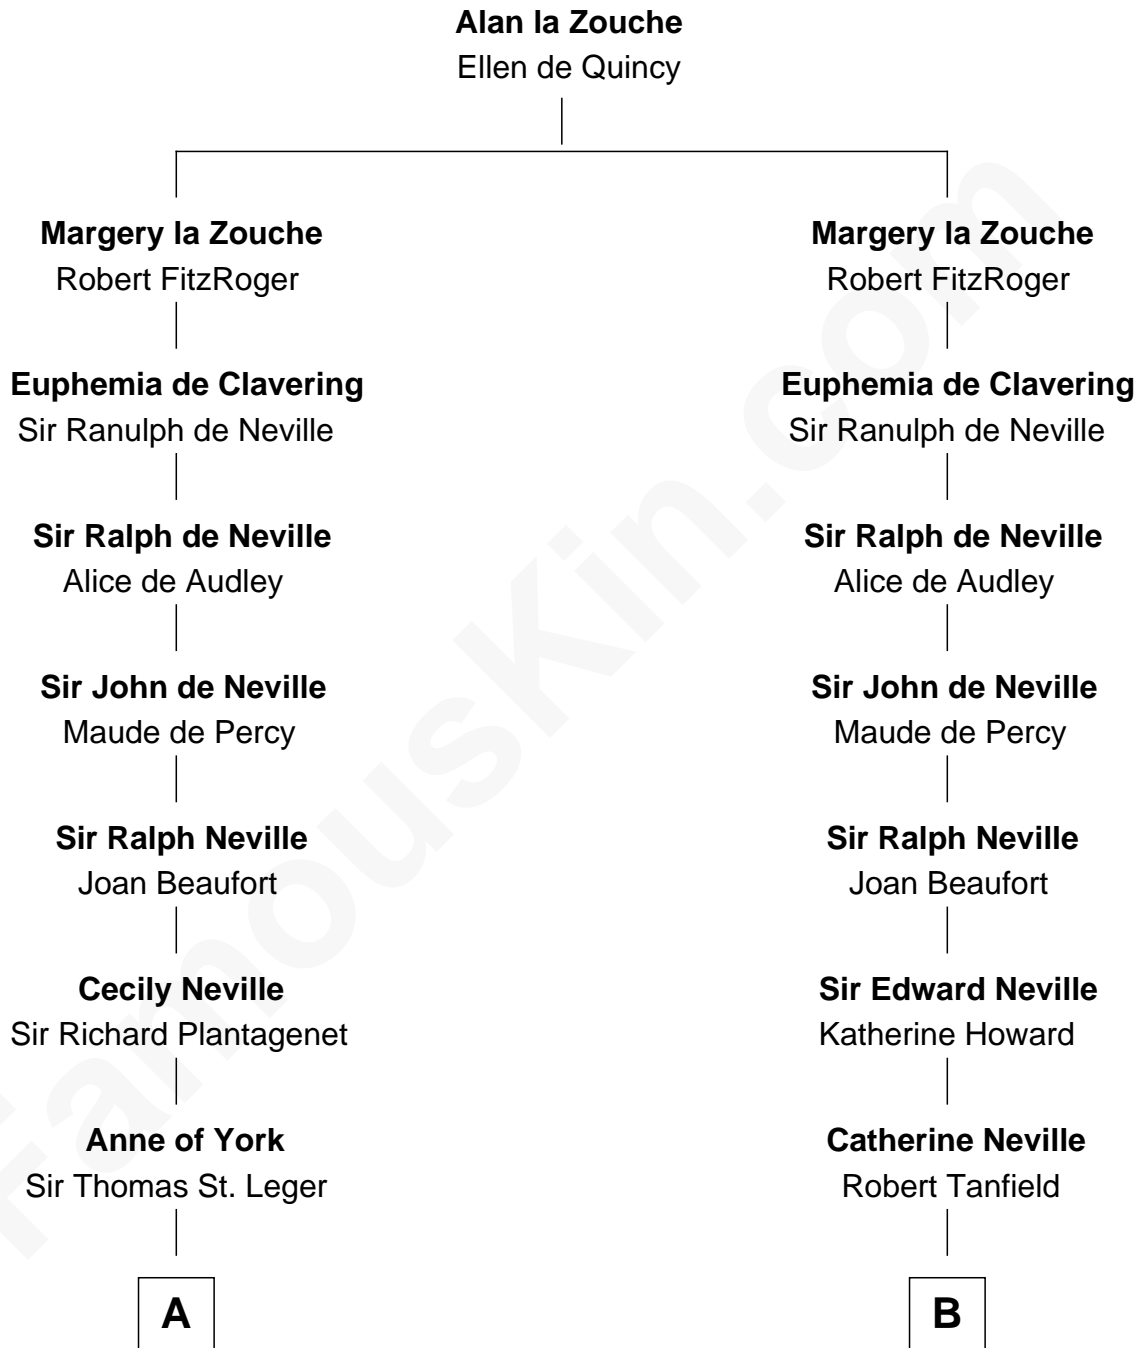 Alan la Zouche
Ellen de Quincy
Margery la Zouche
Robert FitzRoger
Margery la Zouche
Robert FitzRoger
Euphemia de Clavering
Sir Ranulph de Neville
Euphemia de Clavering
Sir Ranulph de Neville
Sir Ralph de Neville
Alice de Audley
Sir Ralph de Neville
Alice de Audley
Sir John de Neville
Maude de Percy
Sir John de Neville
Maude de Percy
Sir Ralph Neville
Joan Beaufort
Sir Ralph Neville
Joan Beaufort
Cecily Neville
Sir Richard Plantagenet
Sir Edward Neville
Katherine Howard
Anne of York
Sir Thomas St. Leger
Catherine Neville
Robert Tanfield
A
B
FamousKin.com